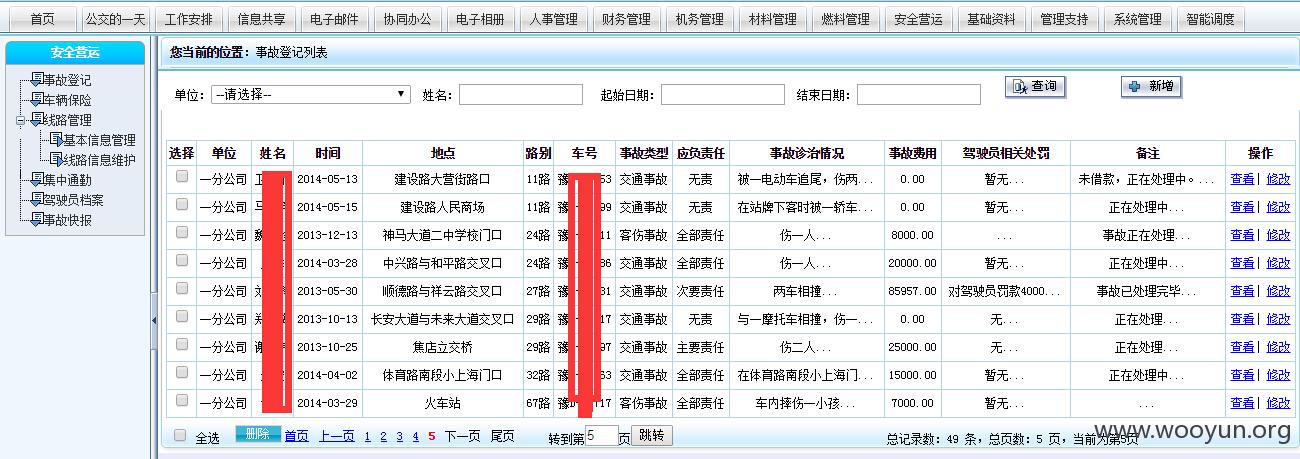 首页 公交的一天 工作安排 信息共享 电子邮件 协同办公 电子相册 人事管理 财务管理 机务管理 材料管理 燃料管理 安全营运 基础资料 管理支持 系统管理 智能调度
安全营运
事故登记
车辆保险
线路管理
基本信息管理
线路信息维护
集中通勤
驾驶员档案
事故快报
您当前的位置：事故登记列表
单位： --请选择-- 姓名： 起始日期： 结束日期： 查询 新增
选择 单位 姓名 时间 地点 路别 车号 事故类型 应负责任 事故诊治情况 事故费用 驾驶员相关处罚 备注 操作
一分公司 2014-05-13 建设路大营街路口 11路 豫 53 交通事故 无责 被一电动车追尾，伤两... 0.00 暂无... 未借款，正在处理中。... 查看| 修改
一分公司 马 2014-05-15 建设路人民商场 11路 豫 99 交通事故 无责 在站牌下客时被一轿车... 0.00 暂无... 正在处理中... 查看| 修改
一分公司 魏 2013-12-13 神马大道二中学校门口 24路 豫 11 客伤事故 全部责任 伤一人... 8000.00 ... 事故正在处理... 查看| 修改
一分公司 2014-03-28 中兴路与和平路交叉口 24路 豫 86 交通事故 全部责任 伤一人... 20000.00 暂无... 正在处理中... 查看| 修改
一分公司 刘 2013-05-30 顺德路与祥云路交叉口 27路 豫 31 交通事故 次要责任 两车相撞... 85957.00 对驾驶员罚款4000... 事故已处理完毕... 查看| 修改
一分公司 郑 2013-10-13 长安大道与未来大道交叉口 29路 豫 17 交通事故 无责 与一摩托车相撞，伤一... 0.00 无... 正在处理... 查看| 修改
一分公司 谢 2013-10-25 焦店立交桥 29路 豫 97 交通事故 主要责任 伤二人... 25000.00 无... 正在处理... 查看| 修改
一分公司 2014-04-02 体育路南段小上海门口 32路 豫 63 交通事故 全部责任 在体育路南段小上海门... 15000.00 暂无... 正在处理中... 查看| 修改
一分公司 2014-03-29 火车站 67路 豫 17 客伤事故 全部责任 车内摔伤一小孩... 7000.00 暂无... ... 查看| 修改
全选 删除 首页 上一页 1 2 3 4 5 下一页 尾页 转到第 5 页 跳转 总记录数：49 条，总页数：5 页，当前为第5页
www.wooyun.org